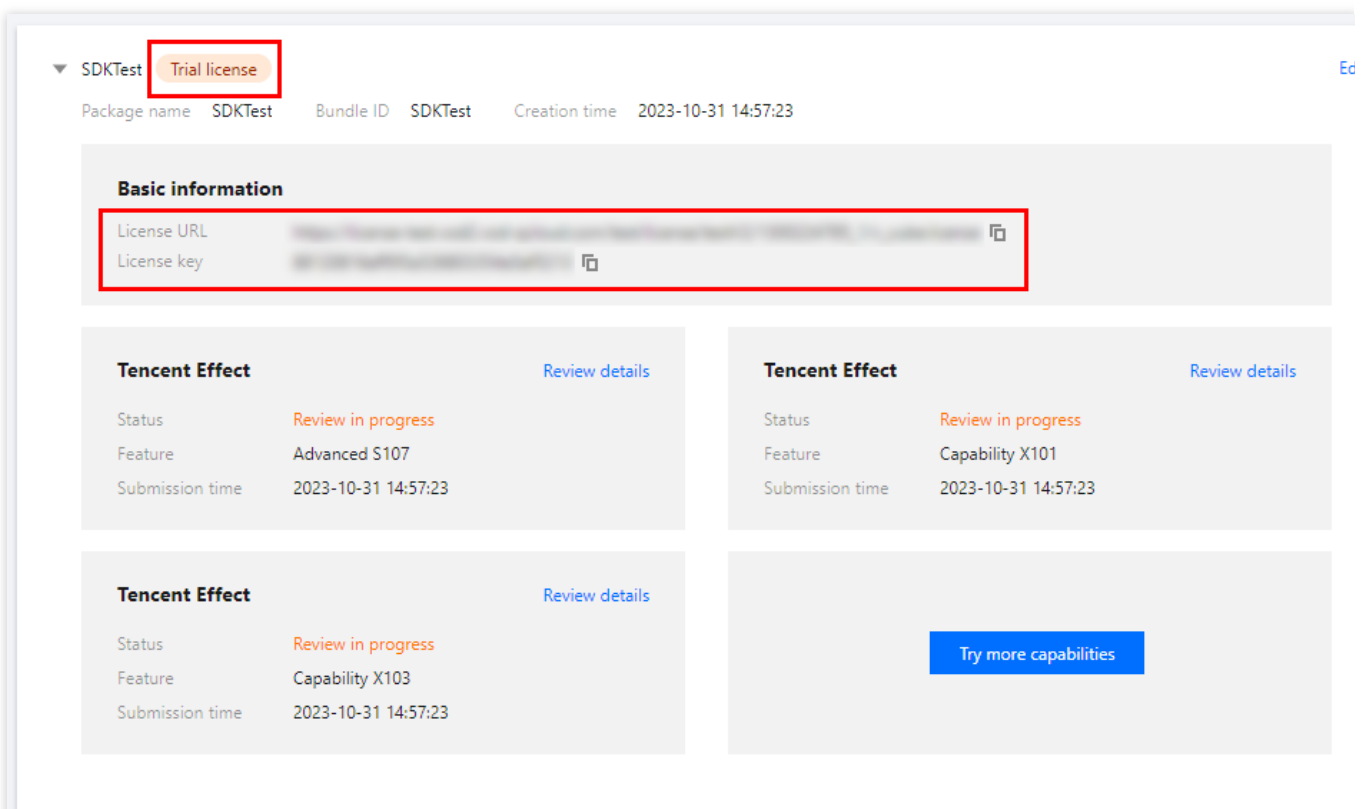 SDKTest Trial license
Package name SDKTest Bundle ID SDKTest Creation time 2023-10-31 14:57:23
Basic information
License URL
License key
Tencent Effect Review details
Status Review in progress
Feature Advanced S107
Submission time 2023-10-31 14:57:23
Tencent Effect Review details
Status Review in progress
Feature Capability X101
Submission time 2023-10-31 14:57:23
Tencent Effect Review details
Status Review in progress
Feature Capability X103
Submission time 2023-10-31 14:57:23
Try more capabilities